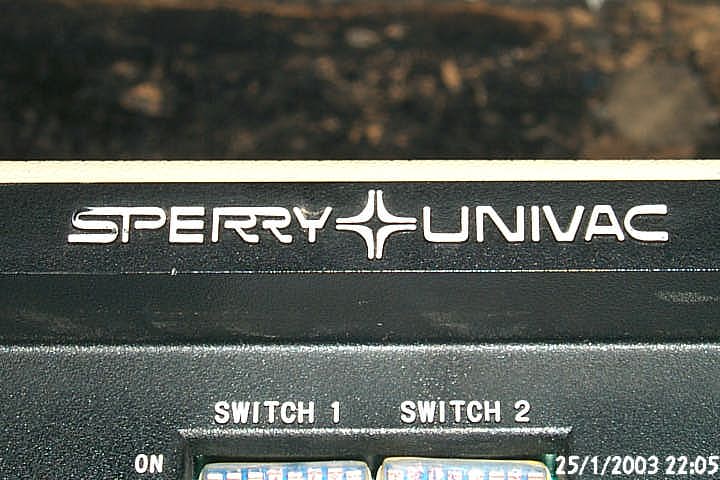 SPERRY UNIVAC
SWITCH 1 SWITCH 2
ON
25/1/2003 22:05